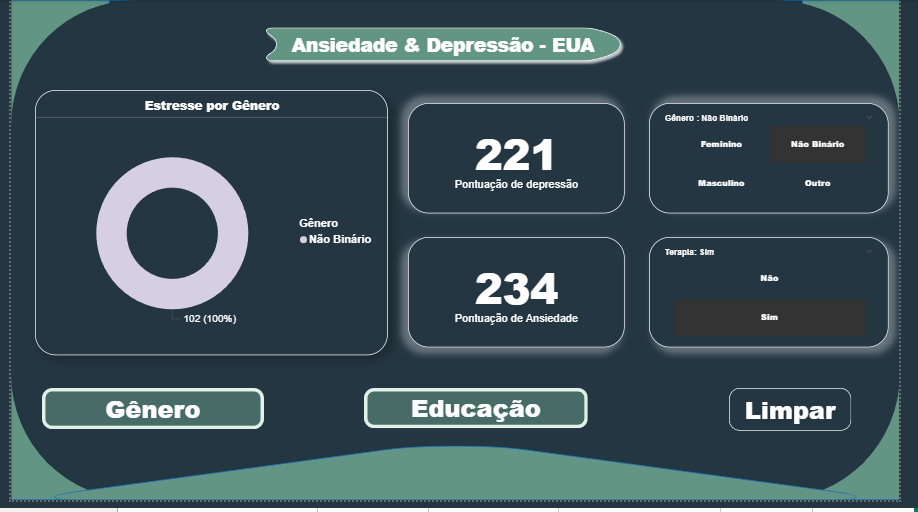 Ansiedade & Depressão - EUA
Estresse por Gênero
Gênero
Não Binário
102 (100%)
221
Pontuação de depressão
234
Pontuação de Ansiedade
Gênero : Não Binário
Feminino
Não Binário
Masculino
Outro
Terapia: Sim
Não
Sim
Gênero
Educação
Limpar